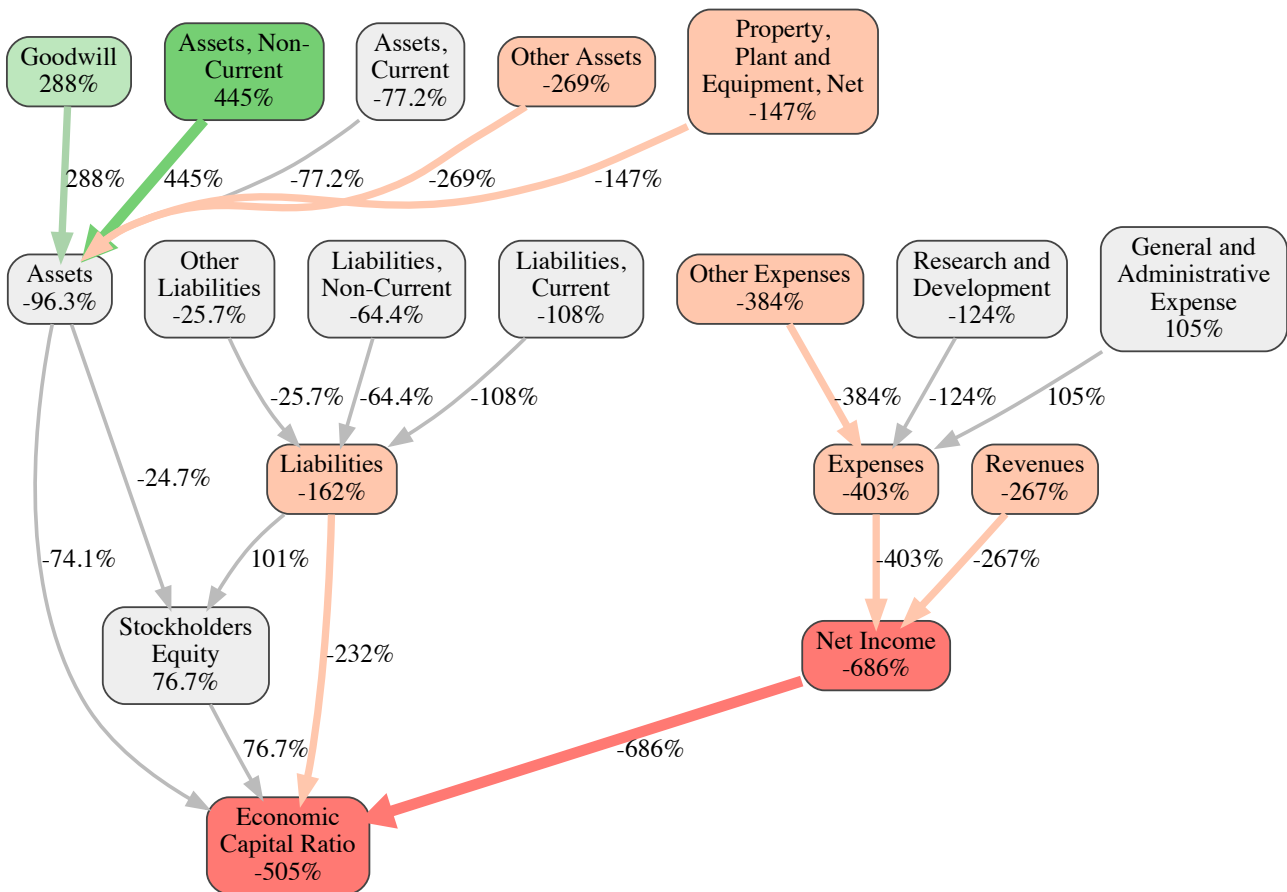 Goodwill
288%
Assets, Non-
Current
445%
Assets,
Current
-77.2%
Other Assets
-269%
Property,
Plant and
Equipment, Net
-147%
288%
445%
-77.2%
-269%
-147%
Assets
-96.3%
Other
Liabilities
-25.7%
Liabilities,
Non-Current
-64.4%
Liabilities,
Current
-108%
Other Expenses
-384%
Research and
Development
-124%
General and
Administrative
Expense
105%
-25.7%
-64.4%
-108%
-384%
-124%
105%
-24.7%
Liabilities
-162%
Expenses
-403%
Revenues
-267%
-74.1%
101%
-403%
-267%
Stockholders
Equity
76.7%
-232%
Net Income
-686%
76.7%
-686%
Economic
Capital Ratio
-505%